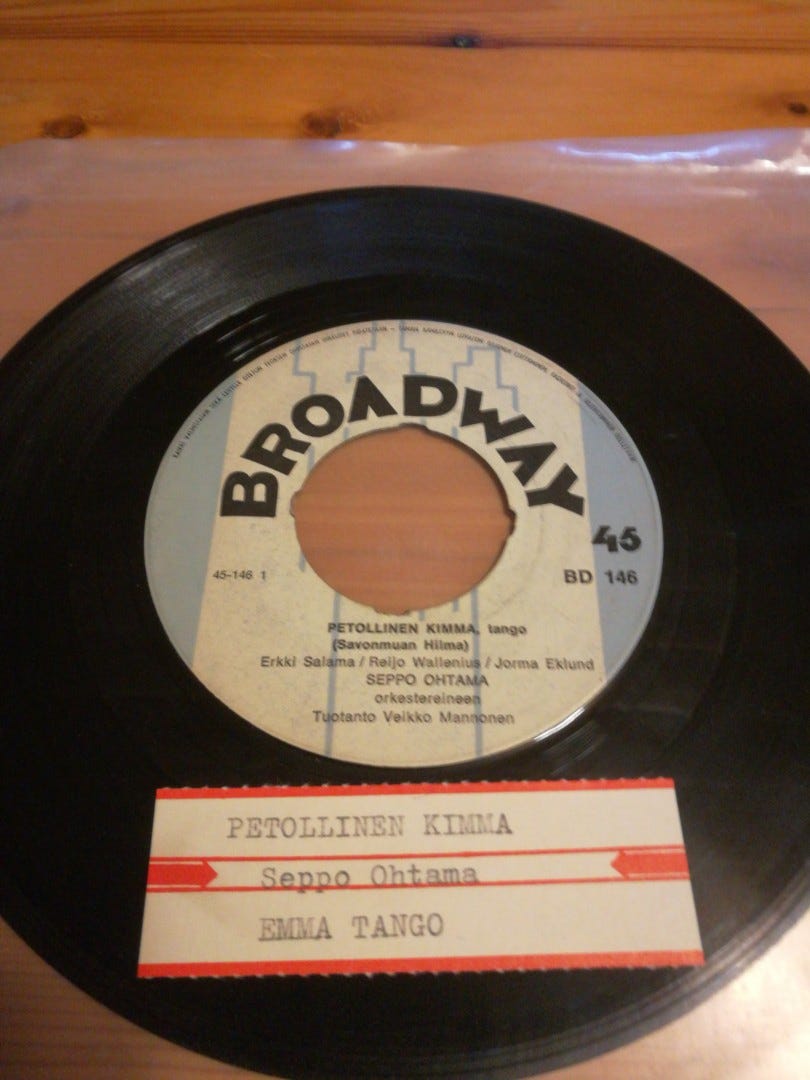 BROADWAY
45
45-146 1
BD 146
PETOLLINEN KIMMA, tango
(Savonmuan Hilma)
Erkki Salama / Reijo Wallenius / Jorma Eklund
SEPPO OHTAMA
orkestereineen
Tuotanto Veikko Mannonen
PETOLLINEN KIMMA
Seppo Ohtama
EMMA TANGO